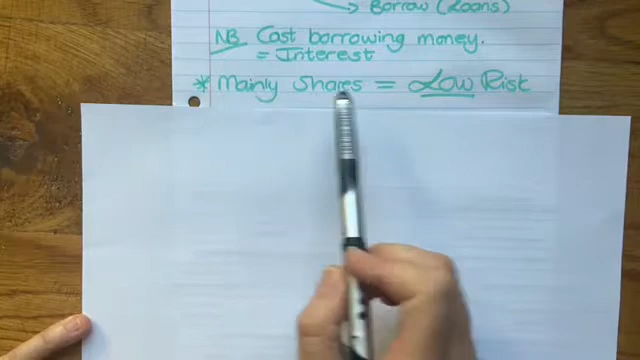 → Borrow (Loans)
NB Cost borrowing money.
= Interest
* Mainly Shares = Low Risk